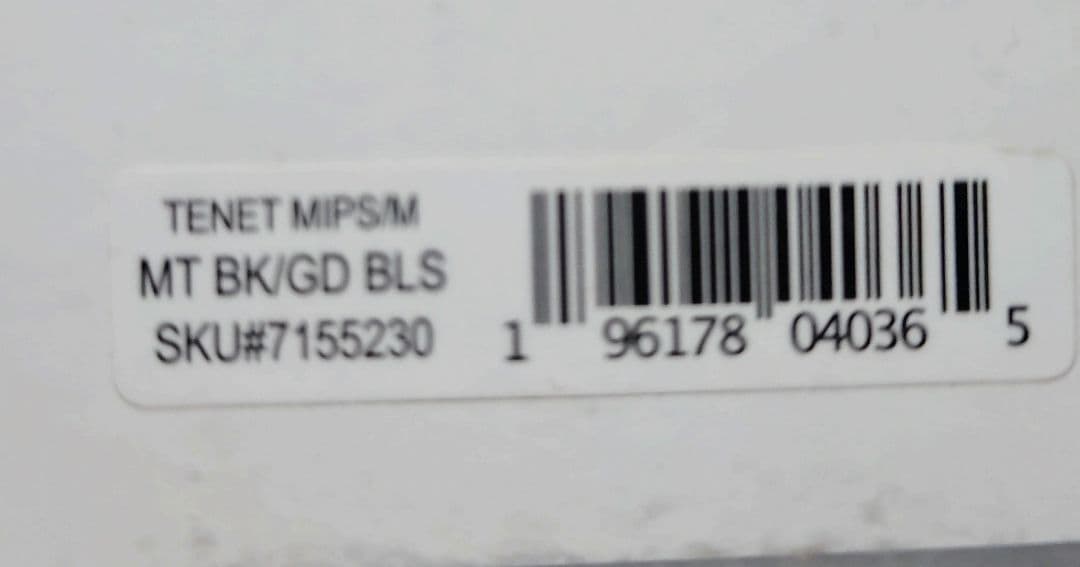 TENET MIPS/M
MT BK/GD BLS
SKU#7155230
1 96178 04036 5